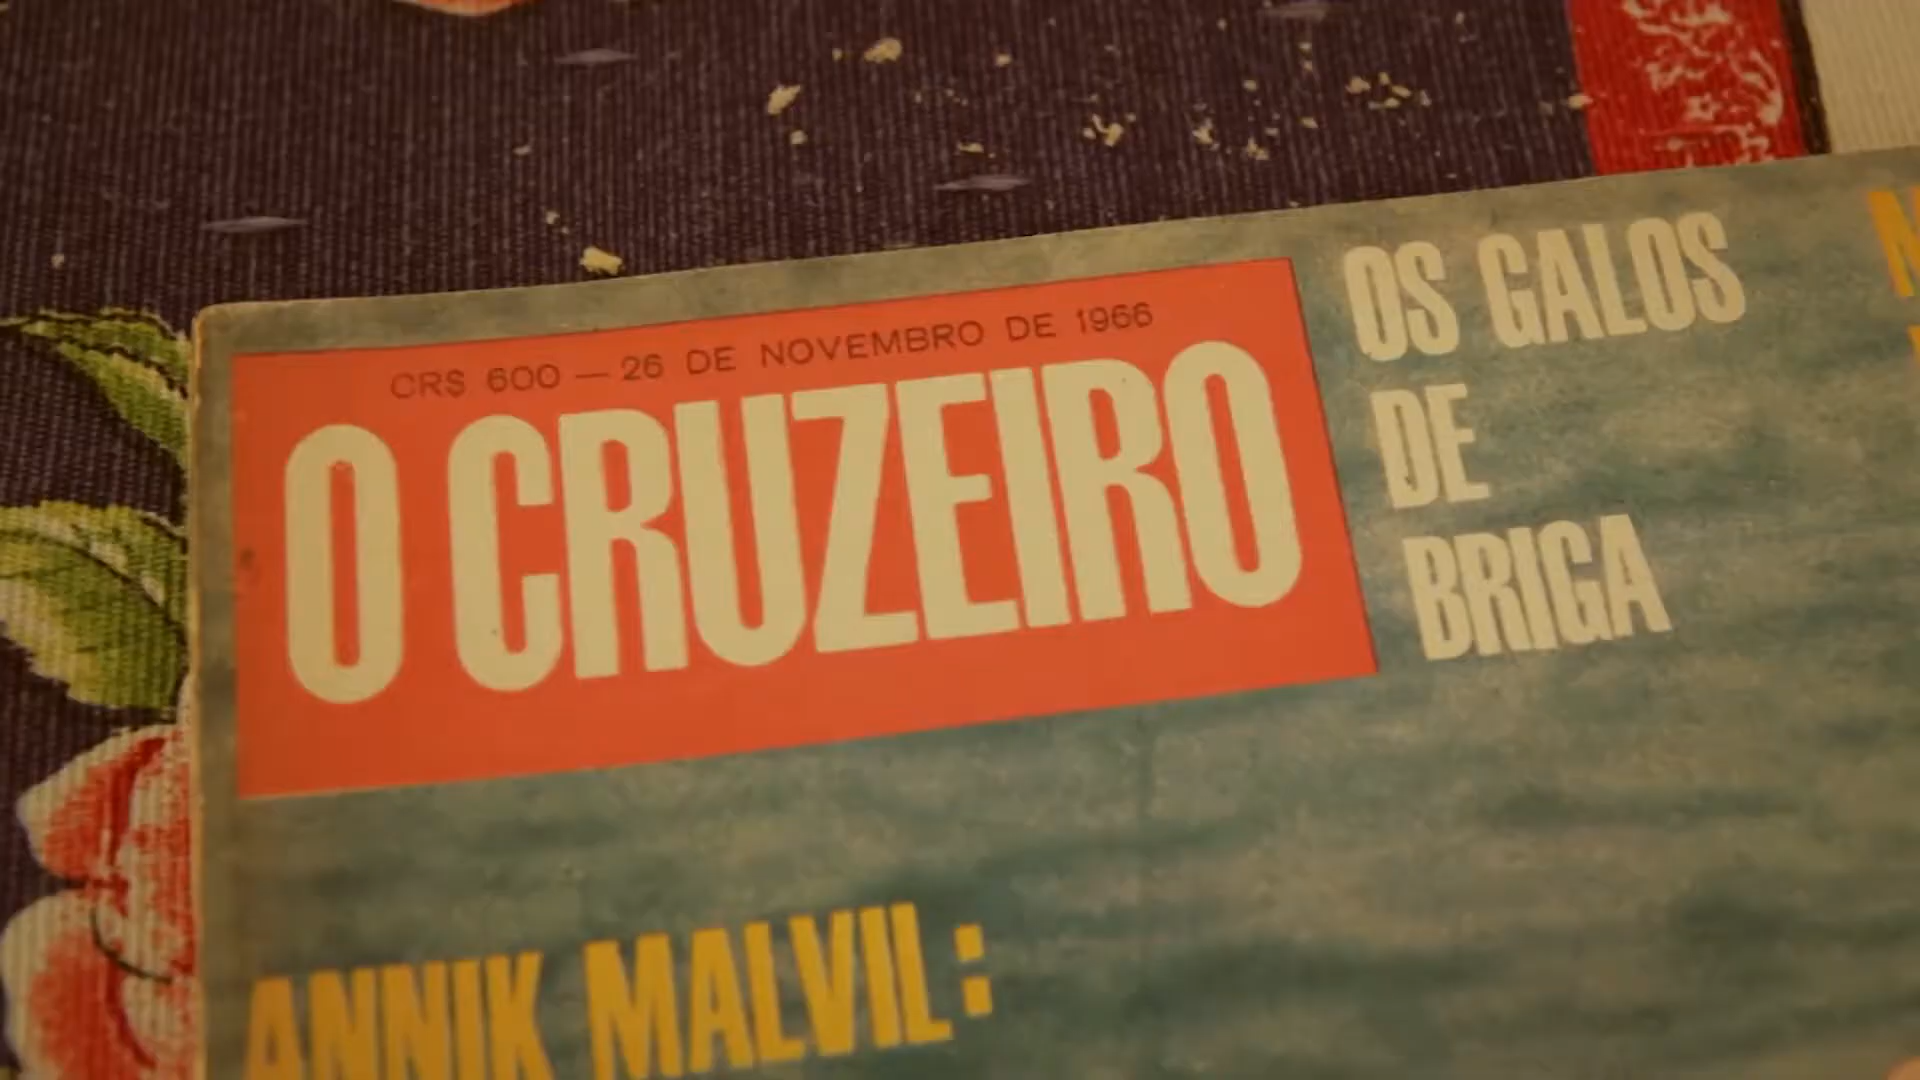 CR$ 600 — 26 DE NOVEMBRO DE 1966
O CRUZEIRO
OS GALOS
DE
BRIGA
ANNIK MALVIL: